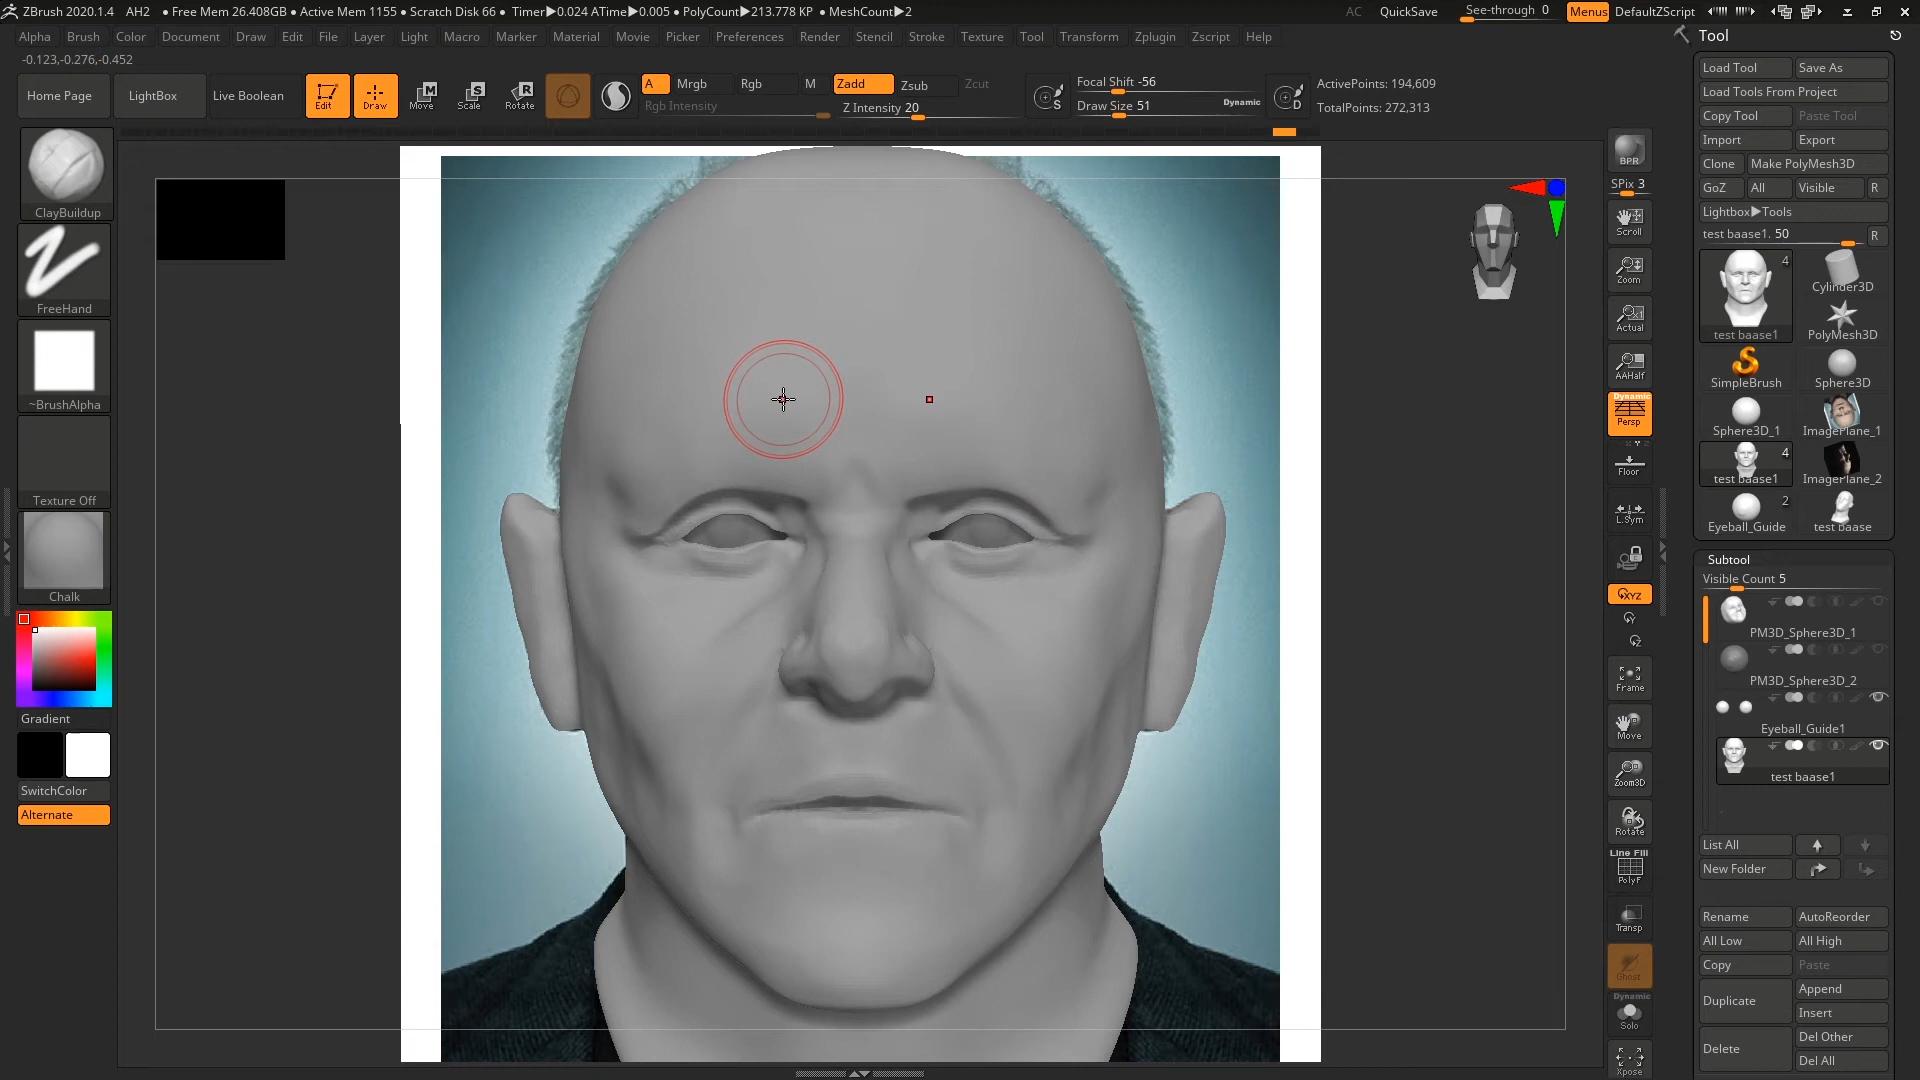 ZBrush 2020.1.4 AH2 ● Free Mem 26.408GB ● Active Mem 1155 ● Scratch Disk 66 ● Timer▶0.024 ATime▶0.005 ● PolyCount▶213.778 KP ● MeshCount▶2 AC QuickSave See-through 0 Menus DefaultZScript
Alpha Brush Color Document Draw Edit File Layer Light Macro Marker Material Movie Picker Preferences Render Stencil Stroke Texture Tool Transform Zplugin Zscript Help
-0.123,-0.276,-0.452
Home Page LightBox Live Boolean Edit Draw Move Scale Rotate
A Mrgb Rgb M Zadd Zsub Zcut
Rgb Intensity Z Intensity 20
S Focal Shift -56
Draw Size 51 Dynamic D
ActivePoints: 194,609
TotalPoints: 272,313
ClayBuildup
FreeHand
~BrushAlpha
Texture Off
Chalk
Gradient
SwitchColor
Alternate
BPR
SPix 3
Scroll
Zoom
Actual
AAHalf
Dynamic
Persp
Floor
L.Sym
XYZ
Y
Z
Frame
Move
Zoom3D
Rotate
Line Fill
PolyF
Transp
Ghost
Dynamic
Solo
Xpose
Tool
Load Tool Save As
Load Tools From Project
Copy Tool Paste Tool
Import Export
Clone Make PolyMesh3D
GoZ All Visible R
Lightbox▶Tools
test baase1. 50 R
4
test baase1 Cylinder3D
PolyMesh3D
SimpleBrush Sphere3D
Sphere3D_1 ImagePlane_1
4
test baase1 ImagePlane_2
2
Eyeball_Guide test baase
Subtool
Visible Count 5
PM3D_Sphere3D_1
PM3D_Sphere3D_2
Eyeball_Guide1
test baase1
List All
New Folder
Rename AutoReorder
All Low All High
Copy Paste
Duplicate Append
Insert
Delete Del Other
Del All